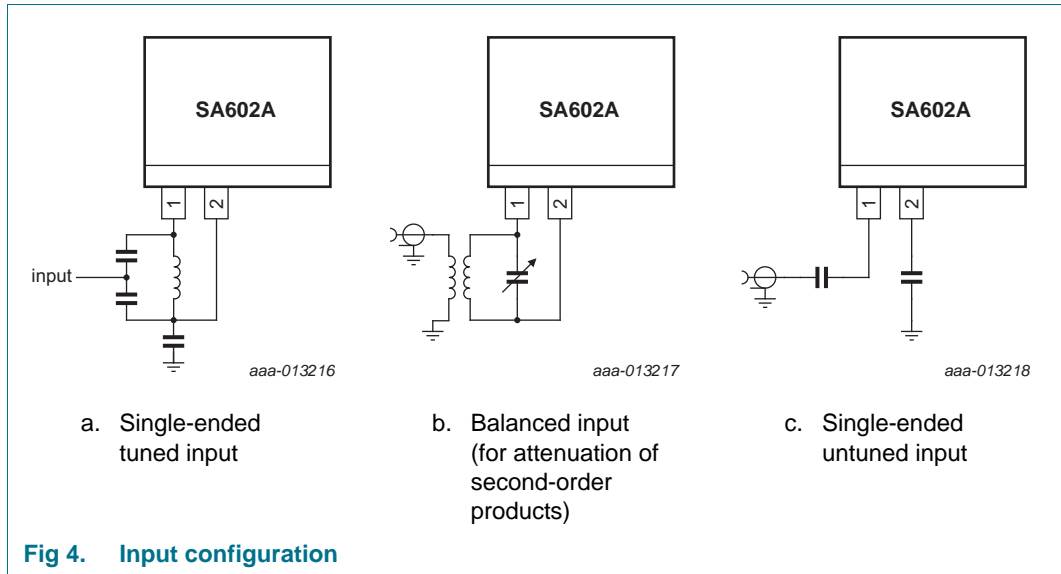 SA602A
1
2
input
aaa-013216
a. Single-ended
tuned input
SA602A
1
2
aaa-013217
b. Balanced input
(for attenuation of
second-order
products)
SA602A
1
2
aaa-013218
c. Single-ended
untuned input
Fig 4. Input configuration